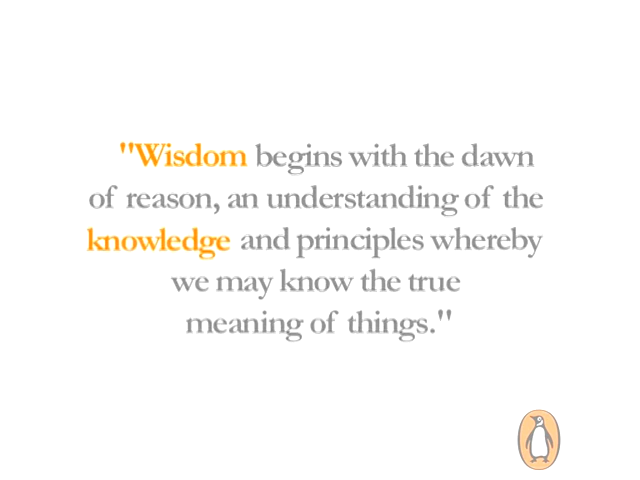 "Wisdom begins with the dawn
of reason, an understanding of the
knowledge and principles whereby
we may know the true
meaning of things."